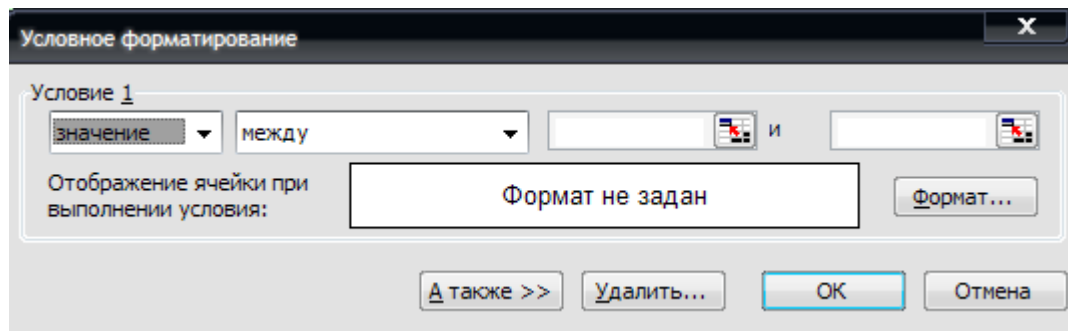 Условное форматирование
X
Условие 1
значение между и
Отображение ячейки при
выполнении условия:
Формат не задан
Формат...
А также >> Удалить... ОК Отмена